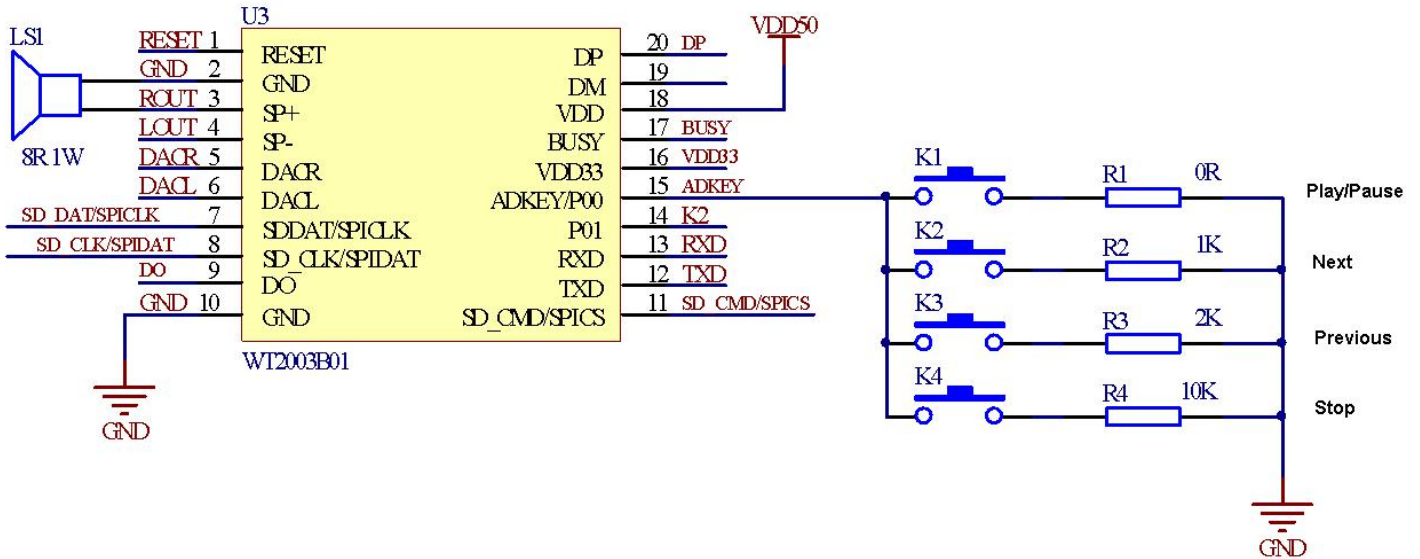 U3
LS1
8R 1W
RESET 1 RESET
GND 2 GND
ROUT 3 SP+
LOUT 4 SP-
DACR 5 DACR
DACL 6 DACL
SD DAT/SPICLK 7 SDDAT/SPICLK
SD CLK/SPIDAT 8 SD_CLK/SPIDAT
DO 9 DO
GND 10 GND
GND
DP 20 DP
DM 19
VDD 18
VDD50
BUSY 17 BUSY
VDD33 16 VDD33
ADKEY/P00 15 ADKEY
P01 14 K2
RXD 13 RXD
TXD 12 TXD
SD_CMD/SPICS 11 SD CMD/SPICS
WT2003B01
K1 R1 0R Play/Pause
K2 R2 1K Next
K3 R3 2K Previous
K4 R4 10K Stop
GND